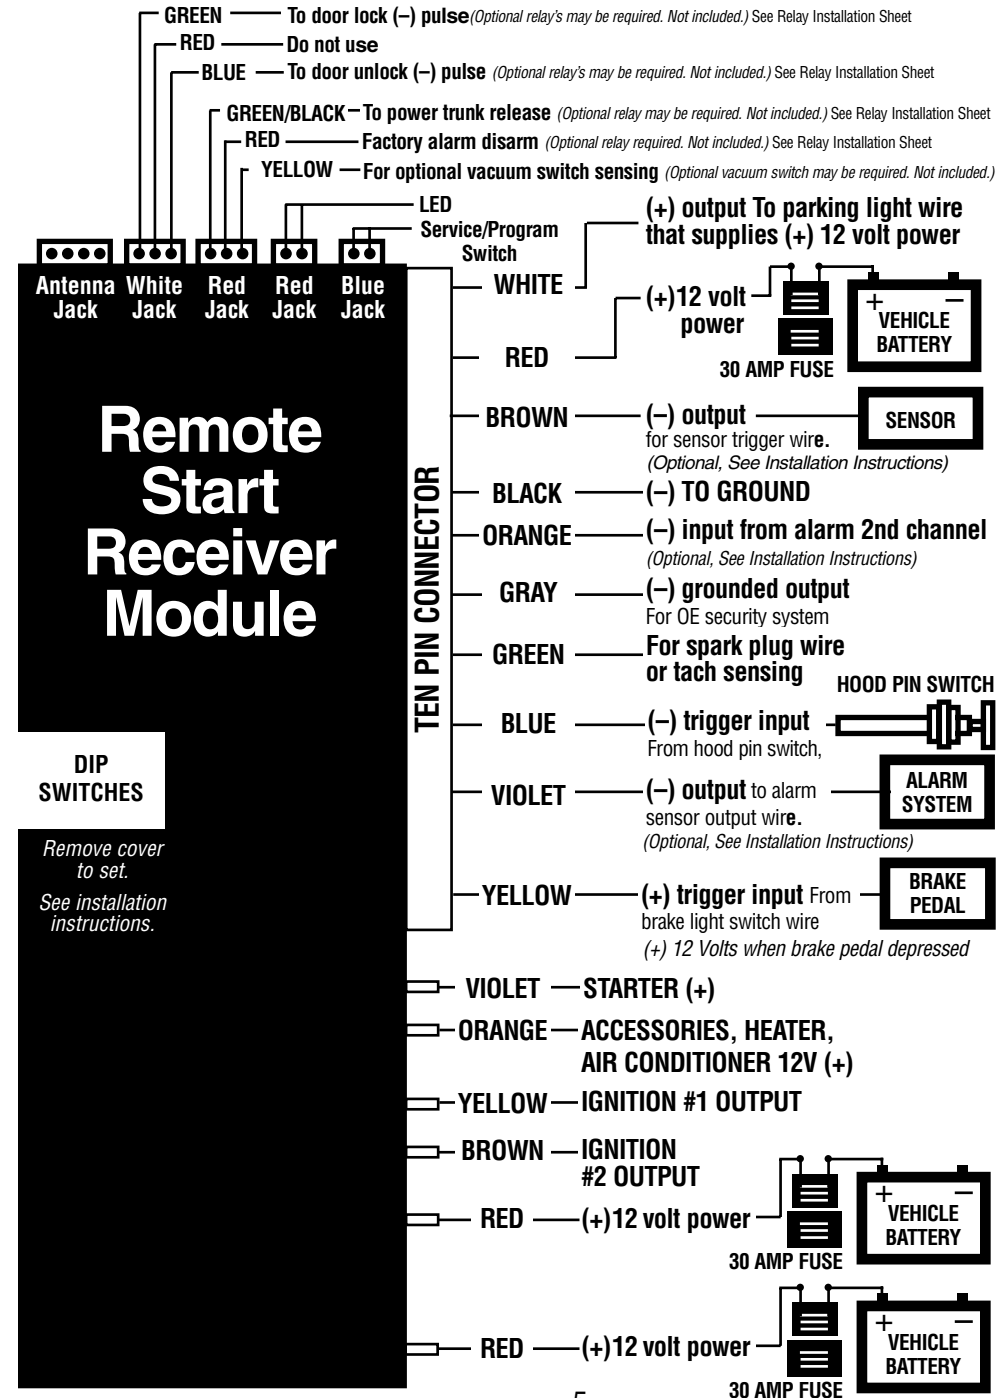 GREEN To door lock (–) pulse(Optional relay's may be required. Not included.) See Relay Installation Sheet
RED Do not use
BLUE To door unlock (–) pulse (Optional relay's may be required. Not included.) See Relay Installation Sheet
GREEN/BLACK To power trunk release (Optional relay may be required. Not included.) See Relay Installation Sheet
RED Factory alarm disarm (Optional relay required. Not included.) See Relay Installation Sheet
YELLOW For optional vacuum switch sensing (Optional vacuum switch may be required. Not included.)
LED
Service/Program
Switch
Antenna
Jack
White
Jack
Red
Jack
Red
Jack
Blue
Jack
Remote
Start
Receiver
Module
DIP
SWITCHES
Remove cover
to set.
See installation
instructions.
TEN PIN CONNECTOR
WHITE
(+) output To parking light wire
that supplies (+) 12 volt power
RED
(+)12 volt
power
30 AMP FUSE
+ –
VEHICLE
BATTERY
BROWN (–) output
for sensor trigger wire.
(Optional, See Installation Instructions)
SENSOR
BLACK (–) TO GROUND
ORANGE (–) input from alarm 2nd channel
(Optional, See Installation Instructions)
GRAY (–) grounded output
For OE security system
GREEN For spark plug wire
or tach sensing
HOOD PIN SWITCH
BLUE (–) trigger input
From hood pin switch,
VIOLET (–) output to alarm
sensor output wire.
(Optional, See Installation Instructions)
ALARM
SYSTEM
YELLOW (+) trigger input From
brake light switch wire
(+) 12 Volts when brake pedal depressed
BRAKE
PEDAL
VIOLET STARTER (+)
ORANGE ACCESSORIES, HEATER,
AIR CONDITIONER 12V (+)
YELLOW IGNITION #1 OUTPUT
BROWN IGNITION
#2 OUTPUT
RED (+)12 volt power
30 AMP FUSE
+ –
VEHICLE
BATTERY
RED (+)12 volt power
30 AMP FUSE
+ –
VEHICLE
BATTERY